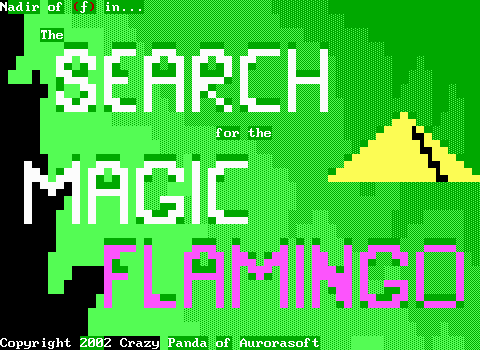 Nadir of (ƒ) in...
The
SEARCH
for the
MAGIC
FLAMINGO
Copyright 2002 Crazy Panda of Aurorasoft